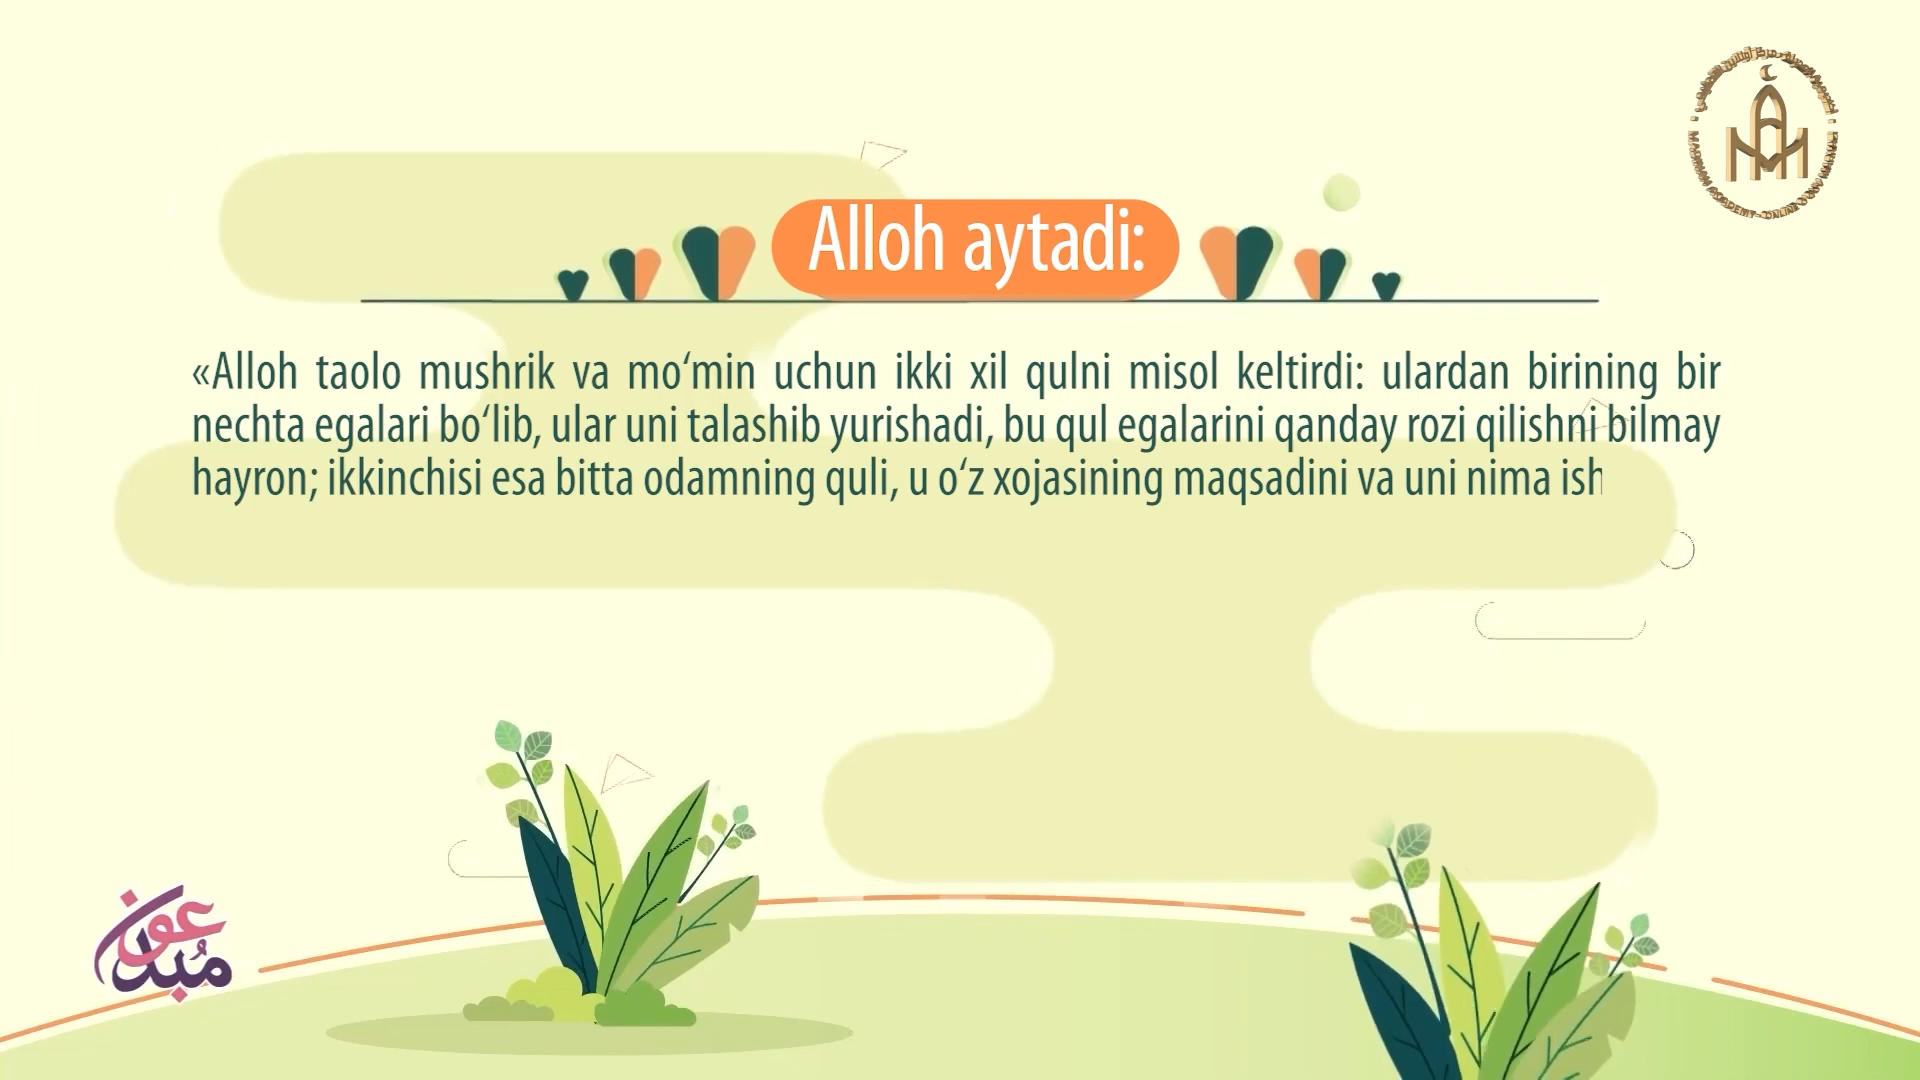 Alloh aytadi:
«Alloh taolo mushrik va mo‘min uchun ikki xil qulni misol keltirdi: ulardan birining bir
nechta egalari bo‘lib, ular uni talashib yurishadi, bu qul egalarini qanday rozi qilishni bilmay
hayron; ikkinchisi esa bitta odamning quli, u o‘z xojasining maqsadini va uni nima ish
مُبدعون